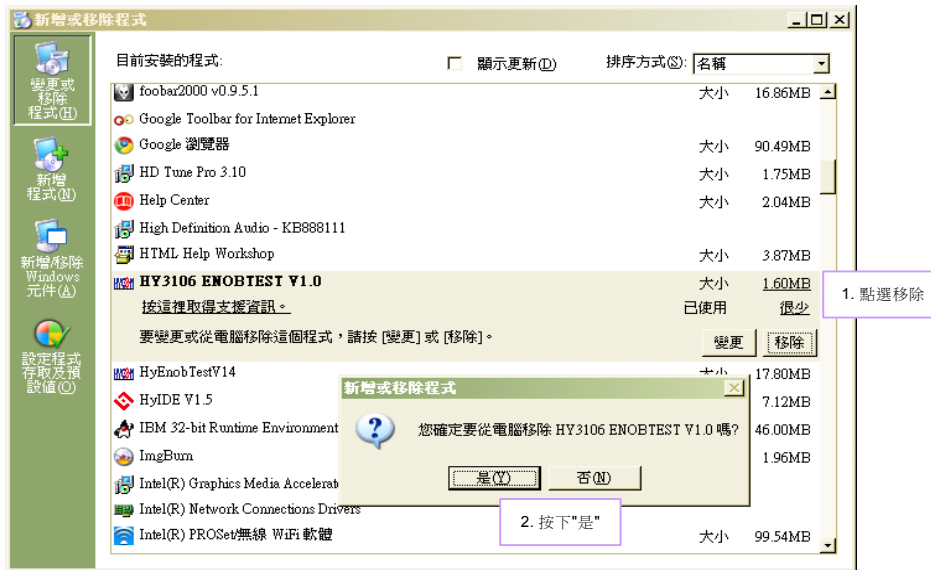 新增或移除程式
變更或
移除
程式(H)
新增
程式(N)
新增/移除
Windows
元件(A)
設定程式
存取及預
設值(O)
目前安裝的程式:
顯示更新(D)
排序方式(S): 名稱
foobar2000 v0.9.5.1 大小 16.86MB
Google Toolbar for Internet Explorer
Google 瀏覽器 大小 90.49MB
HD Tune Pro 3.10 大小 1.75MB
Help Center 大小 2.04MB
High Definition Audio - KB888111
HTML Help Workshop 大小 3.87MB
HY3106 ENOBTEST V1.0 大小 1.60MB
按這裡取得支援資訊。 已使用 很少
要變更或從電腦移除這個程式，請按 [變更] 或 [移除]。
變更 移除
1. 點選移除
HyEnobTestV14 大小 17.80MB
HyIDE V1.5 7.12MB
IBM 32-bit Runtime Environment 46.00MB
ImgBurn 1.96MB
Intel(R) Graphics Media Accelerat
Intel(R) Network Connections Drivers
Intel(R) PROSet/無線 WiFi 軟體 大小 99.54MB
新增或移除程式
您確定要從電腦移除 HY3106 ENOBTEST V1.0 嗎?
是(Y) 否(N)
2. 按下"是"